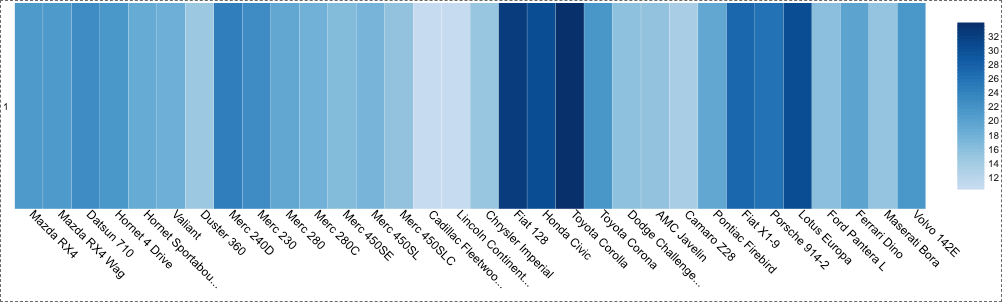 1
Mazda RX4
Mazda RX4 Wag
Datsun 710
Hornet 4 Drive
Hornet Sportabou...
Valiant
Duster 360
Merc 240D
Merc 230
Merc 280
Merc 280C
Merc 450SE
Merc 450SL
Merc 450SLC
Cadillac Fleetwoo...
Lincoln Continent...
Chrysler Imperial
Fiat 128
Honda Civic
Toyota Corolla
Toyota Corona
Dodge Challenge...
AMC Javelin
Camaro Z28
Pontiac Firebird
Fiat X1-9
Porsche 914-2
Lotus Europa
Ford Pantera L
Ferrari Dino
Maserati Bora
Volvo 142E
32
30
28
26
24
22
20
18
16
14
12